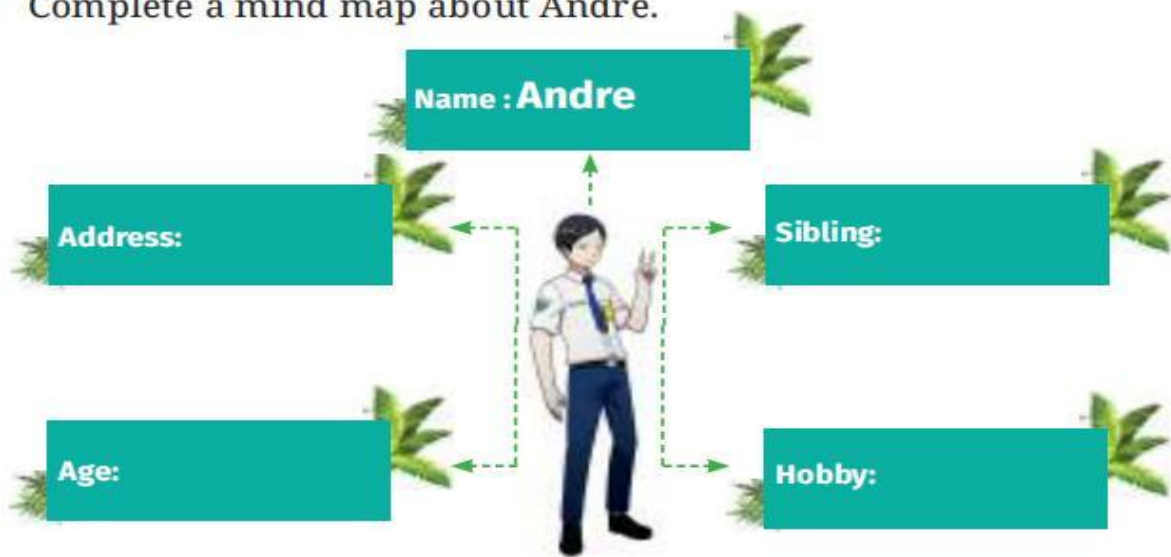 Complete a mind map about Andre.
Name : Andre
Address:
Sibling:
Age:
Hobby: